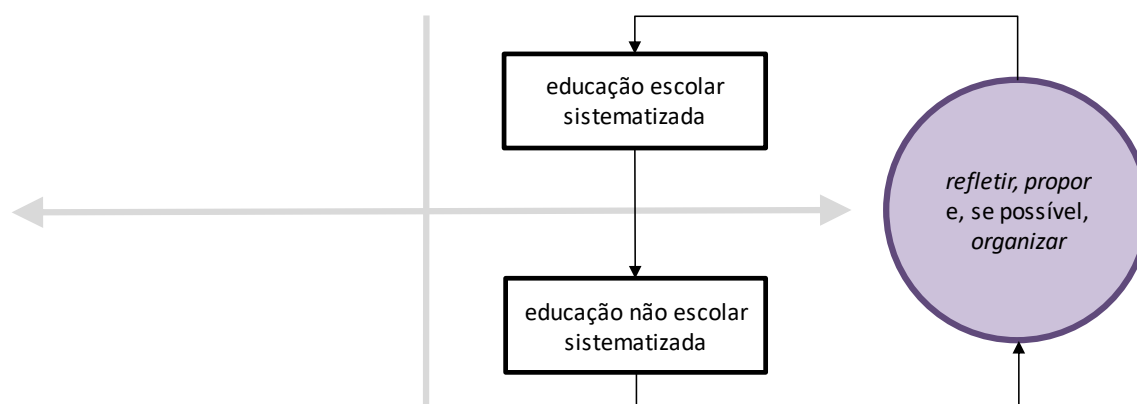 educação escolar
sistematizada
refletir, propor
e, se possível,
organizar
educação não escolar
sistematizada